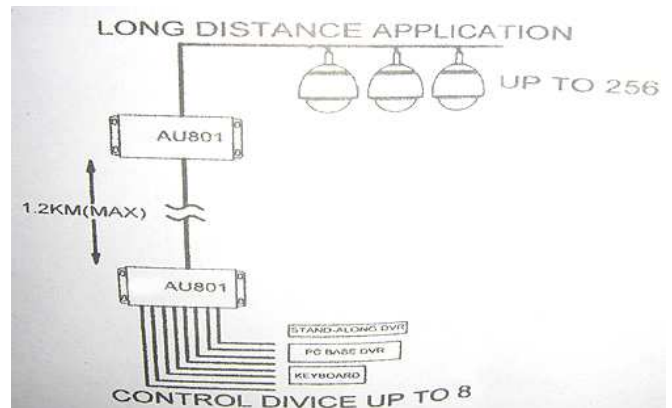 LONG DISTANCE APPLICATION
UP TO 256
AU801
1.2KM(MAX)
AU801
STAND-ALONG DVR
PC BASE DVR
KEYBOARD
CONTROL DIVICE UP TO 8